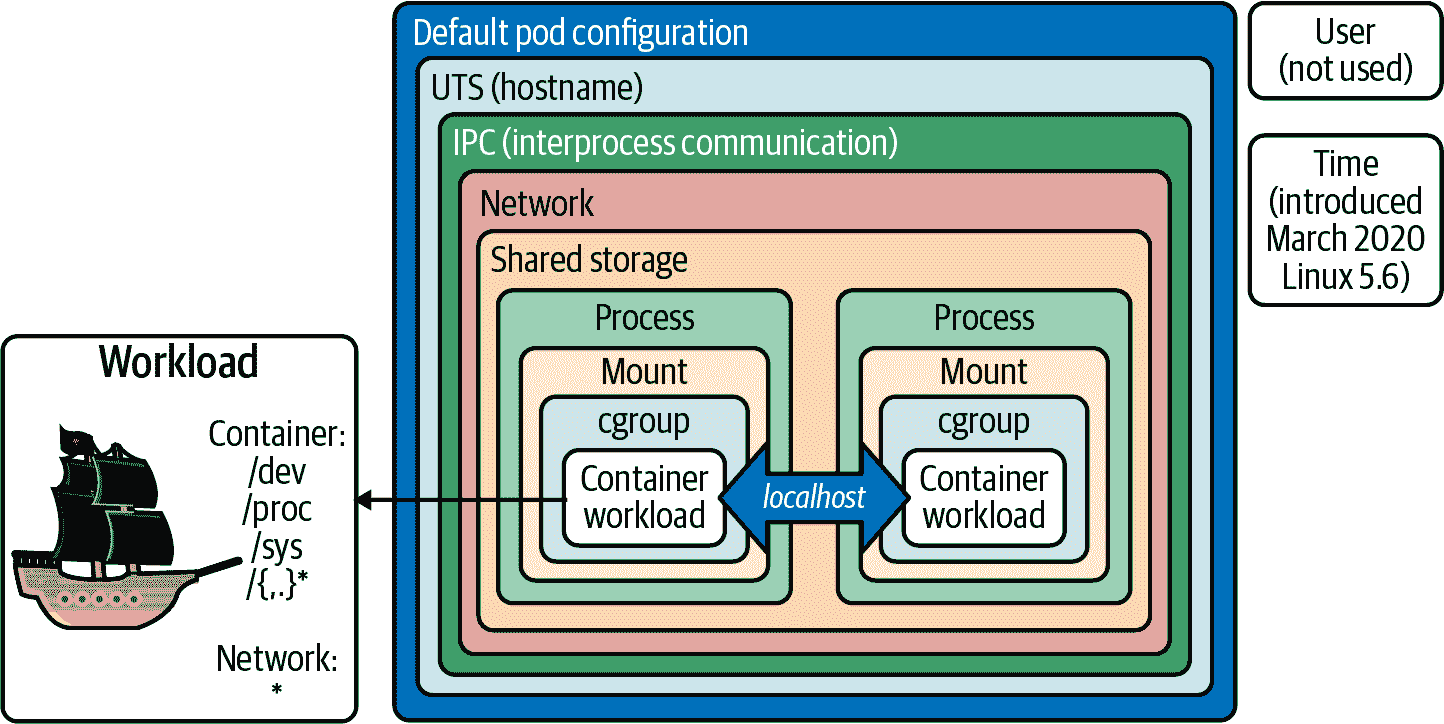 Default pod configuration
UTS (hostname)
IPC (interprocess communication)
Network
Shared storage
Process
Mount
cgroup
Container
workload
localhost
Process
Mount
cgroup
Container
workload
User
(not used)
Time
(introduced
March 2020
Linux 5.6)
Workload
Container:
/dev
/proc
/sys
/{,.}*
Network:
*